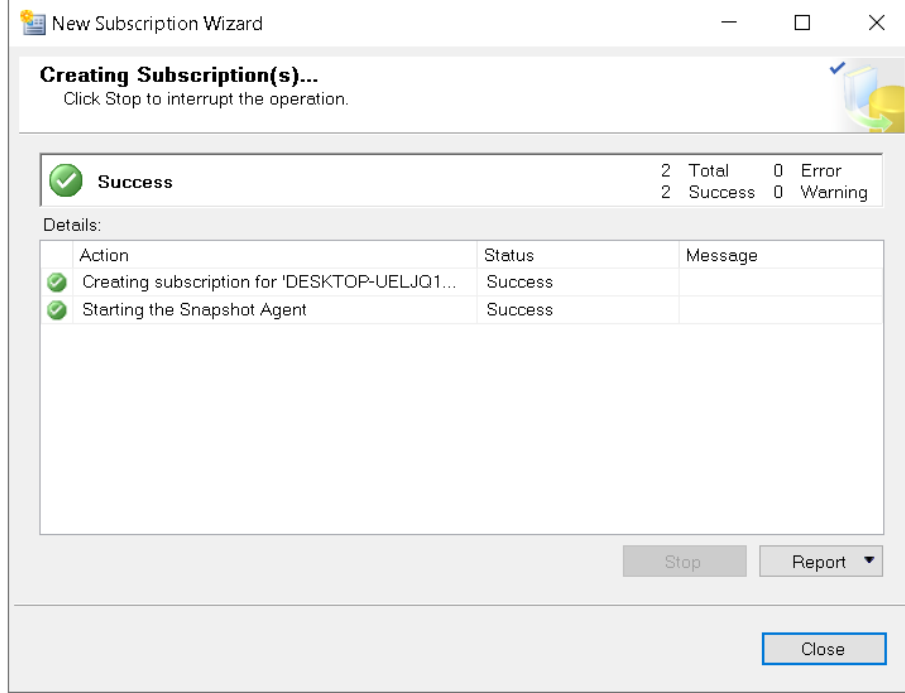 New Subscription Wizard
Creating Subscription(s)...
Click Stop to interrupt the operation.
Success
2 Total 0 Error
2 Success 0 Warning
Details:
Action Status Message
Creating subscription for 'DESKTOP-UELJQ1... Success
Starting the Snapshot Agent Success
Stop Report
Close